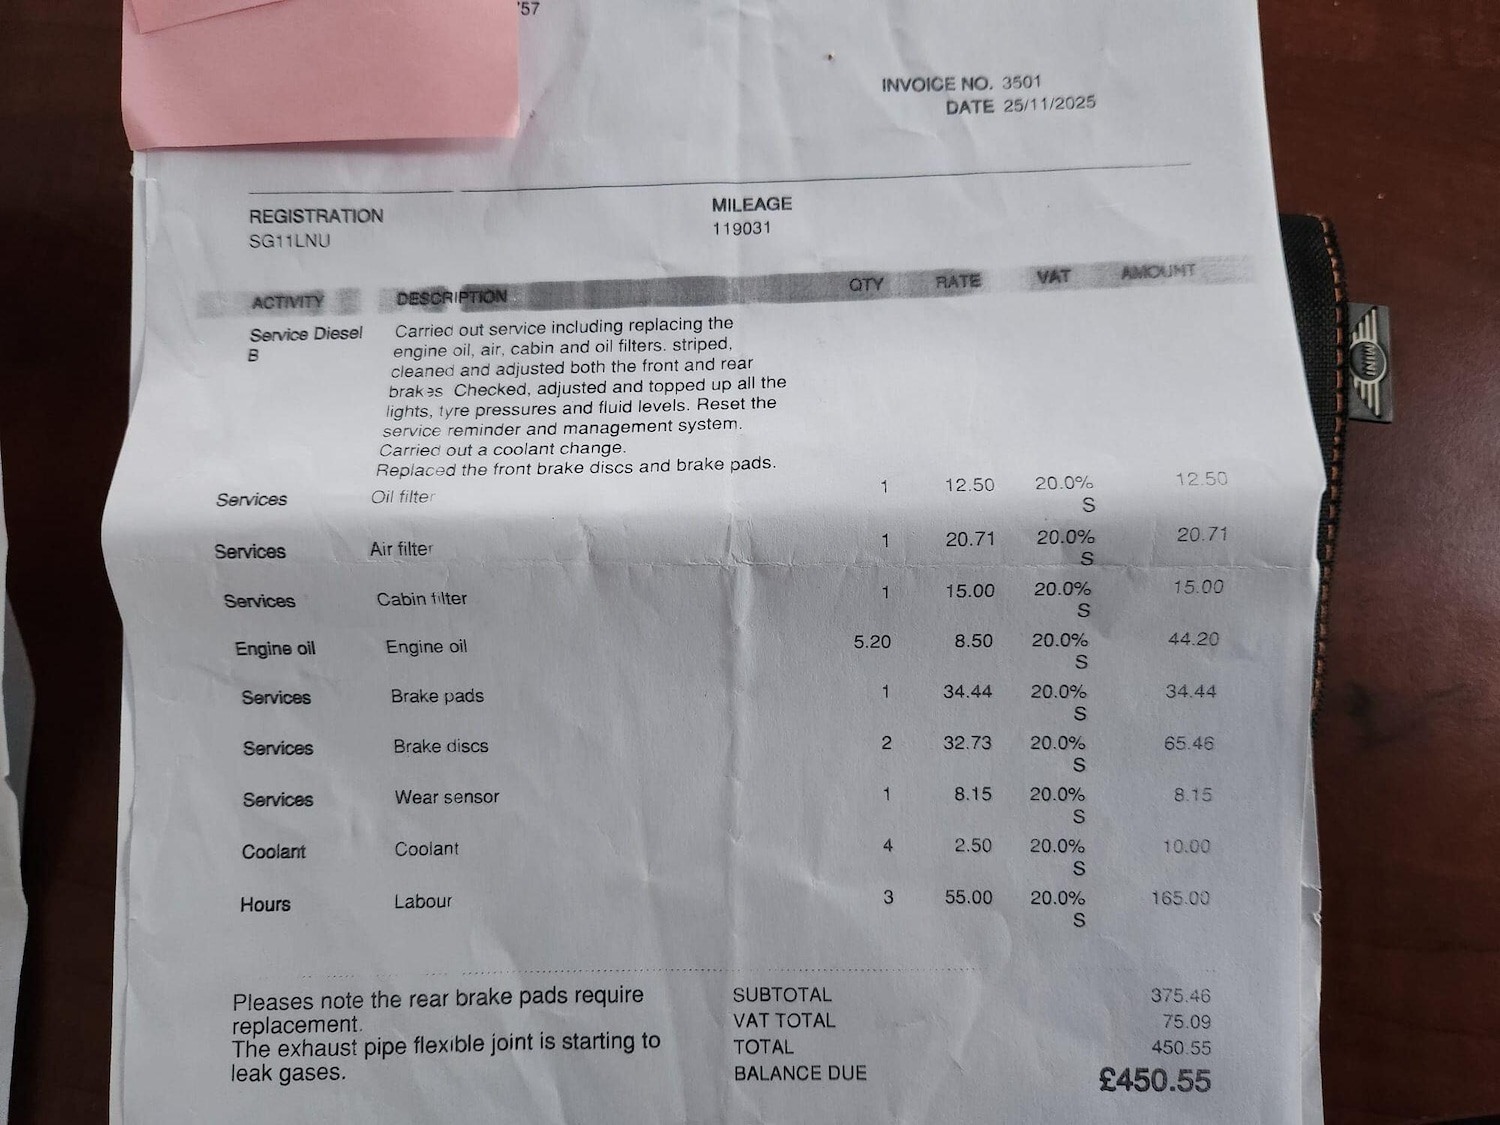 '57
INVOICE NO. 3501
DATE 25/11/2025
REGISTRATION
SG11LNU
MILEAGE
119031
ACTIVITY DESCRIPTION QTY RATE VAT AMOUNT
Service Diesel
B
Carried out service including replacing the
engine oil, air, cabin and oil filters. striped,
cleaned and adjusted both the front and rear
brakes Checked, adjusted and topped up all the
lights, tyre pressures and fluid levels. Reset the
service reminder and management system.
Carried out a coolant change.
Replaced the front brake discs and brake pads.
Services Oil filter 1 12.50 20.0% 12.50
S
Services Air filter 1 20.71 20.0% 20.71
S
Services Cabin filter 1 15.00 20.0% 15.00
S
Engine oil Engine oil 5.20 8.50 20.0% 44.20
S
Services Brake pads 1 34.44 20.0% 34.44
S
Services Brake discs 2 32.73 20.0% 65.46
S
Services Wear sensor 1 8.15 20.0% 8.15
S
Coolant Coolant 4 2.50 20.0% 10.00
S
Hours Labour 3 55.00 20.0% 165.00
S
Pleases note the rear brake pads require
replacement.
The exhaust pipe flexible joint is starting to
leak gases.
SUBTOTAL 375.46
VAT TOTAL 75.09
TOTAL 450.55
BALANCE DUE £450.55
MINI